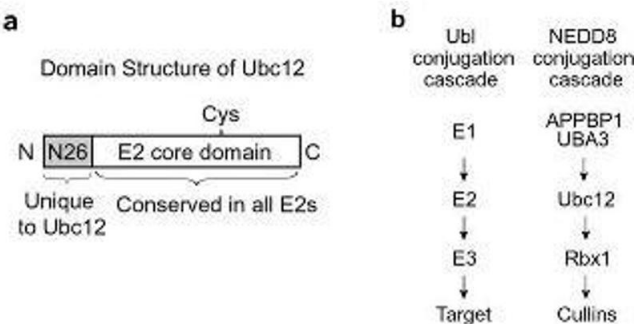 a
Domain Structure of Ubc12
Cys
N N26 E2 core domain C
Unique
to Ubc12
Conserved in all E2s
b
Ubl
conjugation
cascade
NEDD8
conjugation
cascade
E1
APPBP1
UBA3
E2
Ubc12
E3
Rbx1
Target
Cullins